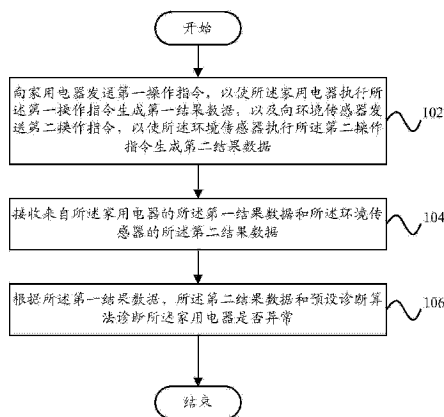 开始
向家用电器发送第一操作指令，以使所述家用电器执行所
述第一操作指令生成第一结果数据，以及向环境传感器发
送第二操作指令，以使所述环境传感器执行所述第二操作
指令生成第二结果数据
102
接收来自所述家用电器的所述第一结果数据和所述环境传
感器的所述第二结果数据
104
根据所述第一结果数据、所述第二结果数据和预设诊断算
法诊断所述家用电器是否异常
106
结束